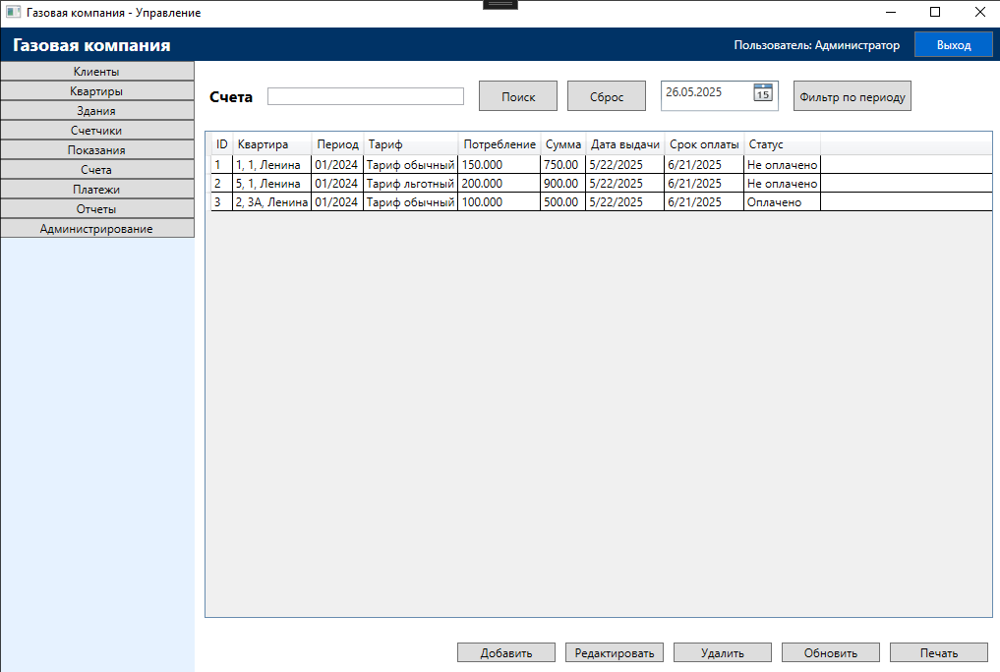 Газовая компания - Управление
Газовая компания Пользователь: Администратор Выход
Клиенты
Квартиры
Здания
Счетчики
Показания
Счета
Платежи
Отчеты
Администрирование
Счета Поиск Сброс 26.05.2025 15 Фильтр по периоду
ID Квартира Период Тариф Потребление Сумма Дата выдачи Срок оплаты Статус
1 1, 1, Ленина 01/2024 Тариф обычный 150.000 750.00 5/22/2025 6/21/2025 Не оплачено
2 5, 1, Ленина 01/2024 Тариф льготный 200.000 900.00 5/22/2025 6/21/2025 Не оплачено
3 2, 3А, Ленина 01/2024 Тариф обычный 100.000 500.00 5/22/2025 6/21/2025 Оплачено
Добавить Редактировать Удалить Обновить Печать